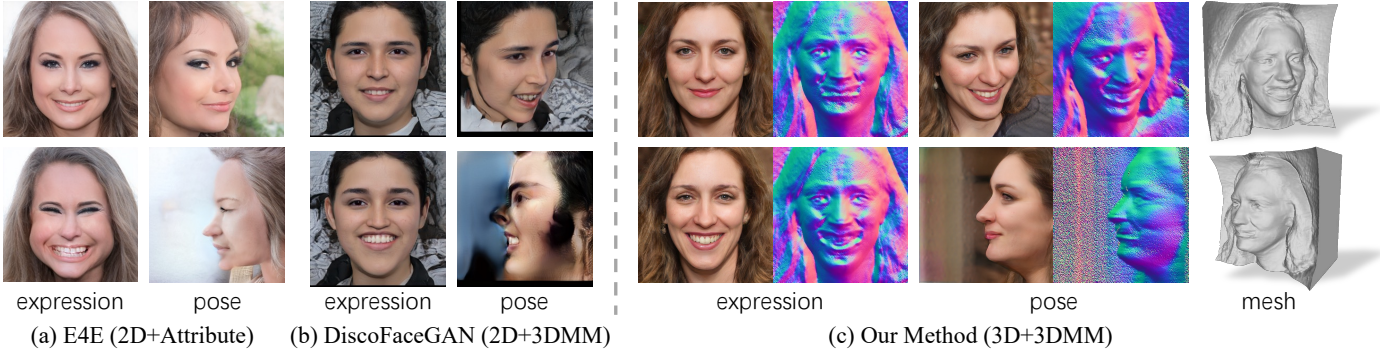 expression pose expression pose expression pose mesh
(a) E4E (2D+Attribute) (b) DiscoFaceGAN (2D+3DMM) (c) Our Method (3D+3DMM)